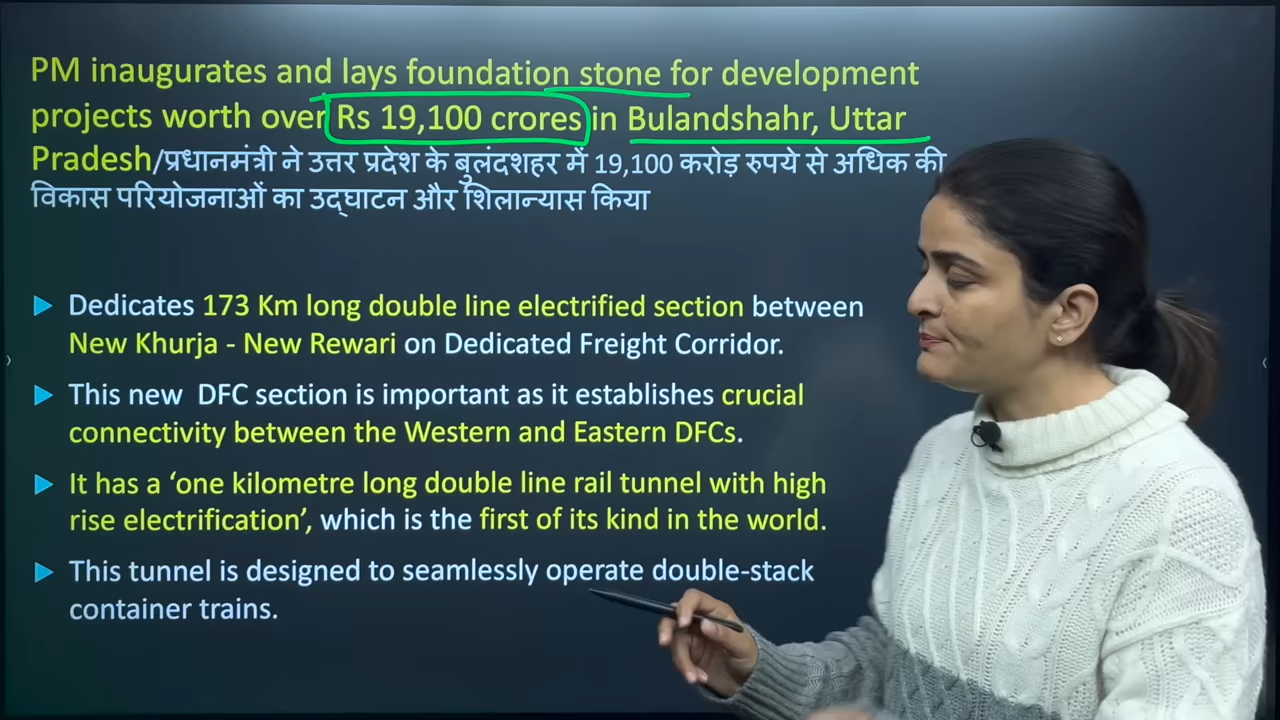 PM inaugurates and lays foundation stone for development
projects worth over Rs 19,100 crores in Bulandshahr, Uttar
Pradesh/प्रधानमंत्री ने उत्तर प्रदेश के बुलंदशहर में 19,100 करोड़ रुपये से अधिक की
विकास परियोजनाओं का उद्घाटन और शिलान्यास किया
Dedicates 173 Km long double line electrified section between
New Khurja - New Rewari on Dedicated Freight Corridor.
This new DFC section is important as it establishes crucial
connectivity between the Western and Eastern DFCs.
It has a ‘one kilometre long double line rail tunnel with high
rise electrification’, which is the first of its kind in the world.
This tunnel is designed to seamlessly operate double-stack
container trains.